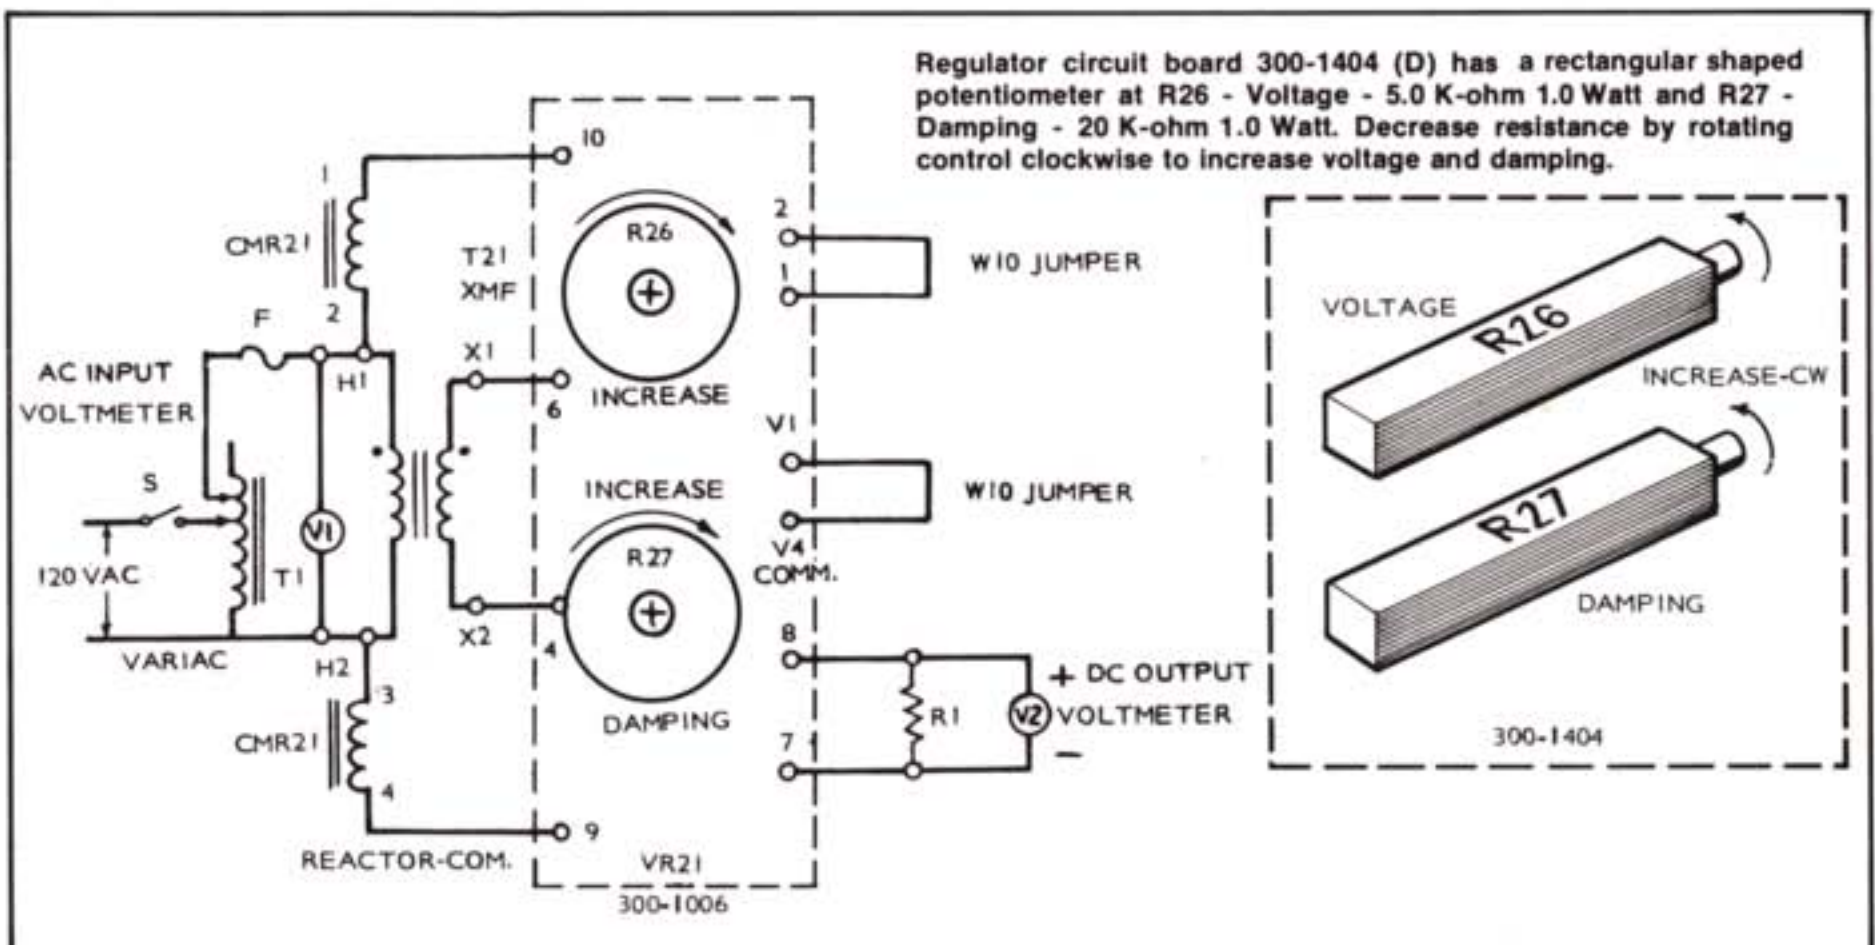 Regulator circuit board 300-1404 (D) has a rectangular shaped
potentiometer at R26 - Voltage - 5.0 K-ohm 1.0 Watt and R27 -
Damping - 20 K-ohm 1.0 Watt. Decrease resistance by rotating
control clockwise to increase voltage and damping.
10
1
CMR21
2
F
H1
AC INPUT
VOLTMETER
S
120 VAC
T1
V1
VARIAC
H2
3
CMR21
4
REACTOR-COM.
9
T21
XMF
X1
6
X2
4
R26
INCREASE
INCREASE
R27
DAMPING
VR21
300-1006
2
1
W10 JUMPER
V1
V4
COMM.
W10 JUMPER
8
7
R1
V2
+ DC OUTPUT
VOLTMETER
–
VOLTAGE
R26
INCREASE-CW
R27
DAMPING
300-1404